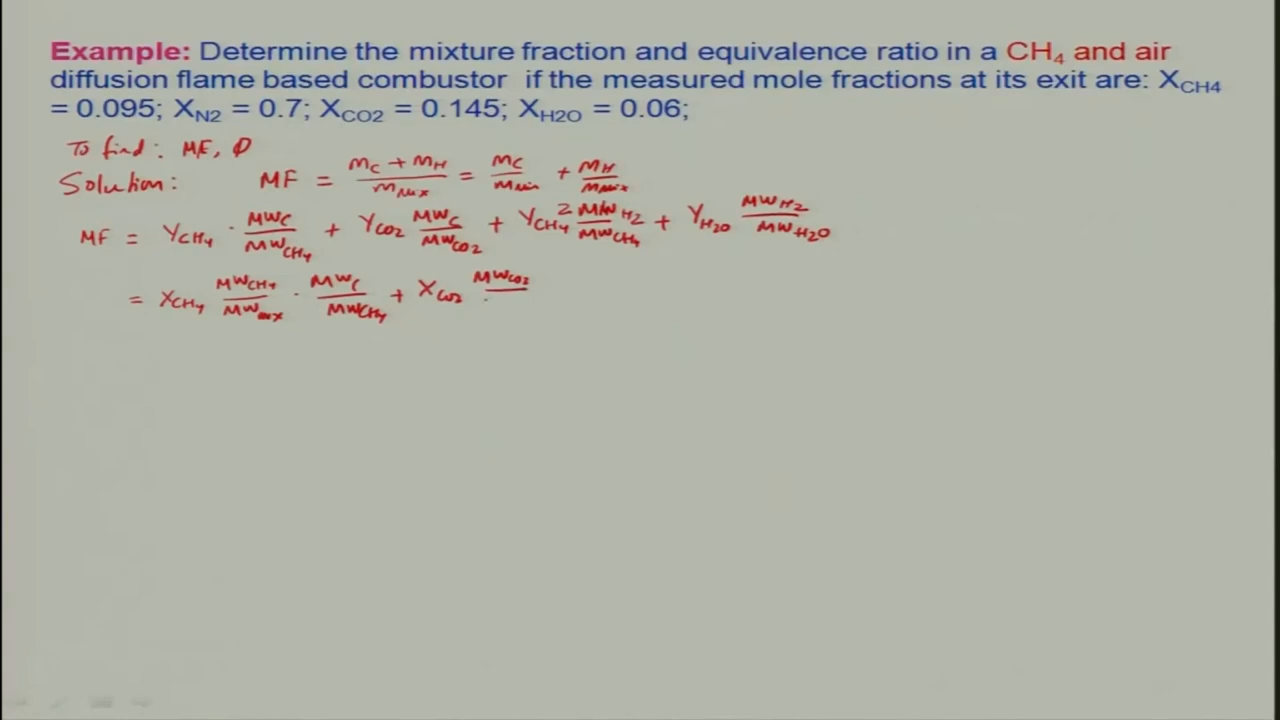 Example: Determine the mixture fraction and equivalence ratio in a CH4 and air
diffusion flame based combustor if the measured mole fractions at its exit are: XCH4
= 0.095; XN2 = 0.7; XCO2 = 0.145; XH2O = 0.06;
To find: MF, Φ
Solution: MF = (mC + mH)/mMix = mC/mMix + mH/mMix
MF = YCH4 · MWC/MWCH4 + YCO2 MWC/MWCO2 + YCH4 2 MWH2/MWCH4 + YH2O MWH2/MWH2O
= XCH4 MWCH4/MWmix · MWC/MWCH4 + XCO2 MWCO2/